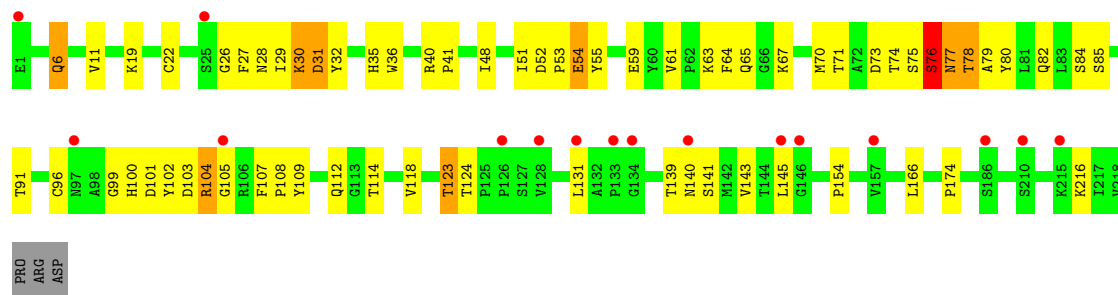 E1 Q6 V11 K19 C22 S25 G26 F27 N28 I29 K30 D31 Y32 H35 W36 R40 P41 I48 I51 D52 P53 E54 Y55 E59 Y60 V61 P62 K63 F64 Q65 G66 K67 M70 T71 A72 D73 T74 S75 S76 N77 T78 A79 Y80 L81 Q82 L83 S84 S85
T91 C96 N97 A98 G99 H100 D101 Y102 D103 R104 G105 R106 F107 P108 Y109 Q112 G113 T114 V118 T123 T124 P125 P126 S127 V128 L131 A132 P133 G134 T139 N140 S141 M142 V143 T144 L145 G146 P154 V157 L166 P174 S186 S210 K215 K216 I217
PRO ARG ASP